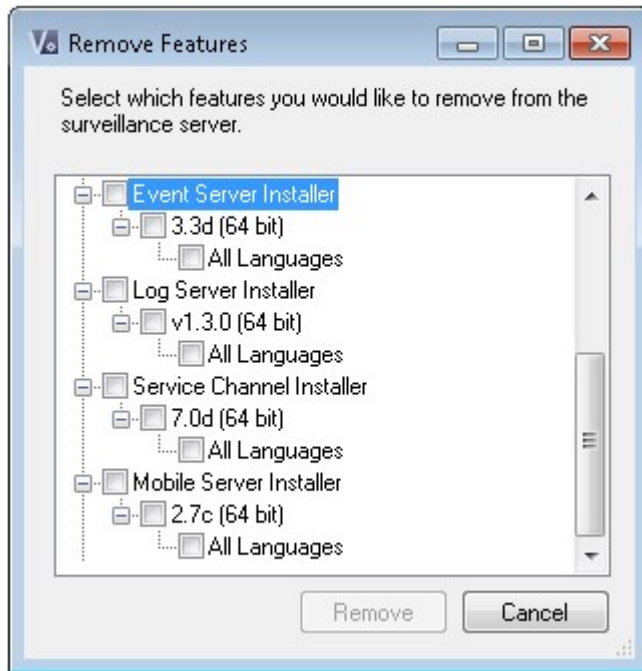 Remove Features
Select which features you would like to remove from the
surveillance server.
Event Server Installer
3.3d (64 bit)
All Languages
Log Server Installer
v1.3.0 (64 bit)
All Languages
Service Channel Installer
7.0d (64 bit)
All Languages
Mobile Server Installer
2.7c (64 bit)
All Languages
Remove
Cancel